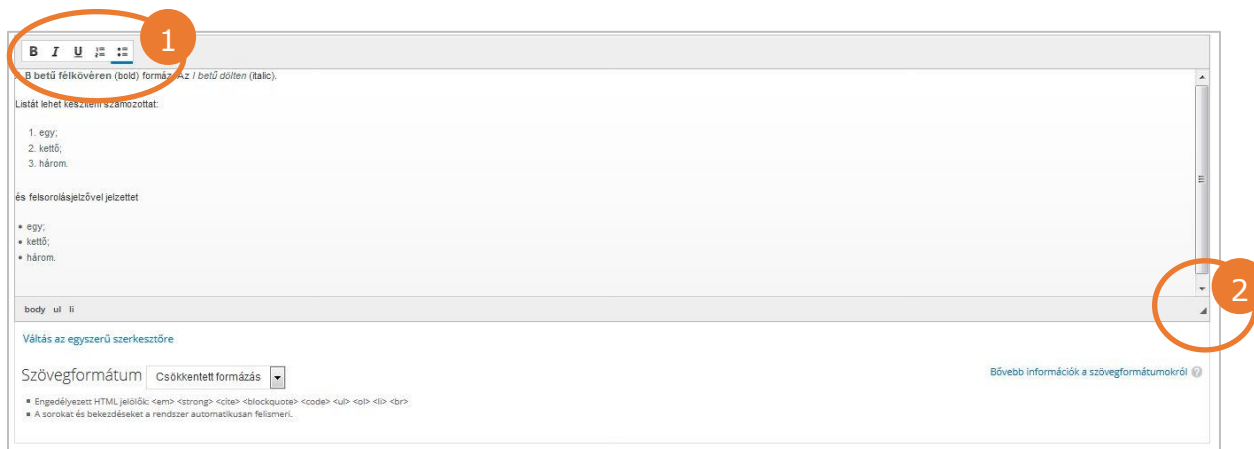 1
B I U
B betű félkövéren (bold) formáz. Az I betű dölten (italic).
Listát lehet készíteni számozottat:
1. egy;
2. kettő;
3. három.
és felsorolásjelzővel jelzettet
• egy;
• kettő;
• három.
2
body ul li
Váltás az egyszerű szerkesztőre
Szövegformátum Csökkentett formázás
Bővebb információk a szövegformátumokról ?
▪ Engedélyezett HTML jelölők: <em> <strong> <cite> <blockquote> <code> <ul> <ol> <li> <br>
▪ A sorokat és bekezdéseket a rendszer automatikusan felismeri.